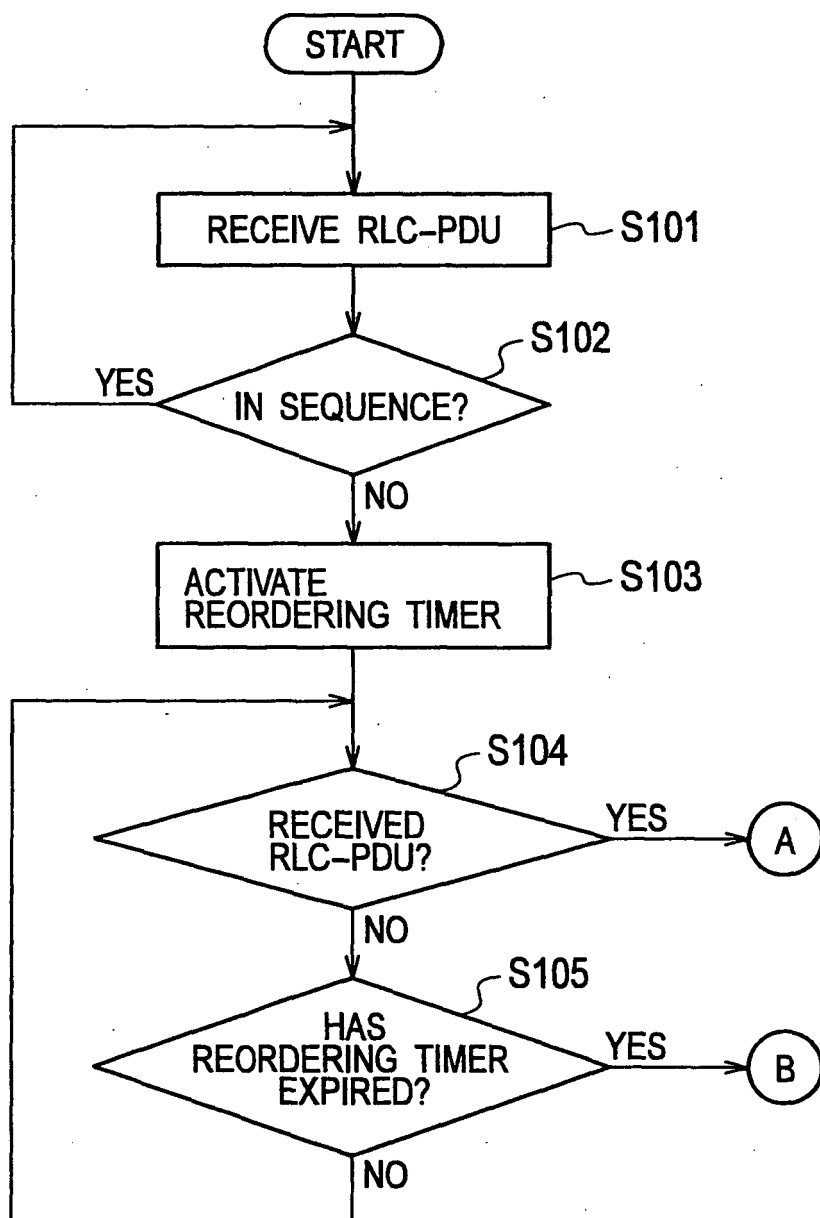 START
RECEIVE RLC-PDU
S101
S102
YES
IN SEQUENCE?
NO
ACTIVATE
REORDERING TIMER
S103
S104
RECEIVED
RLC-PDU?
YES
A
NO
S105
HAS
REORDERING TIMER
EXPIRED?
YES
B
NO